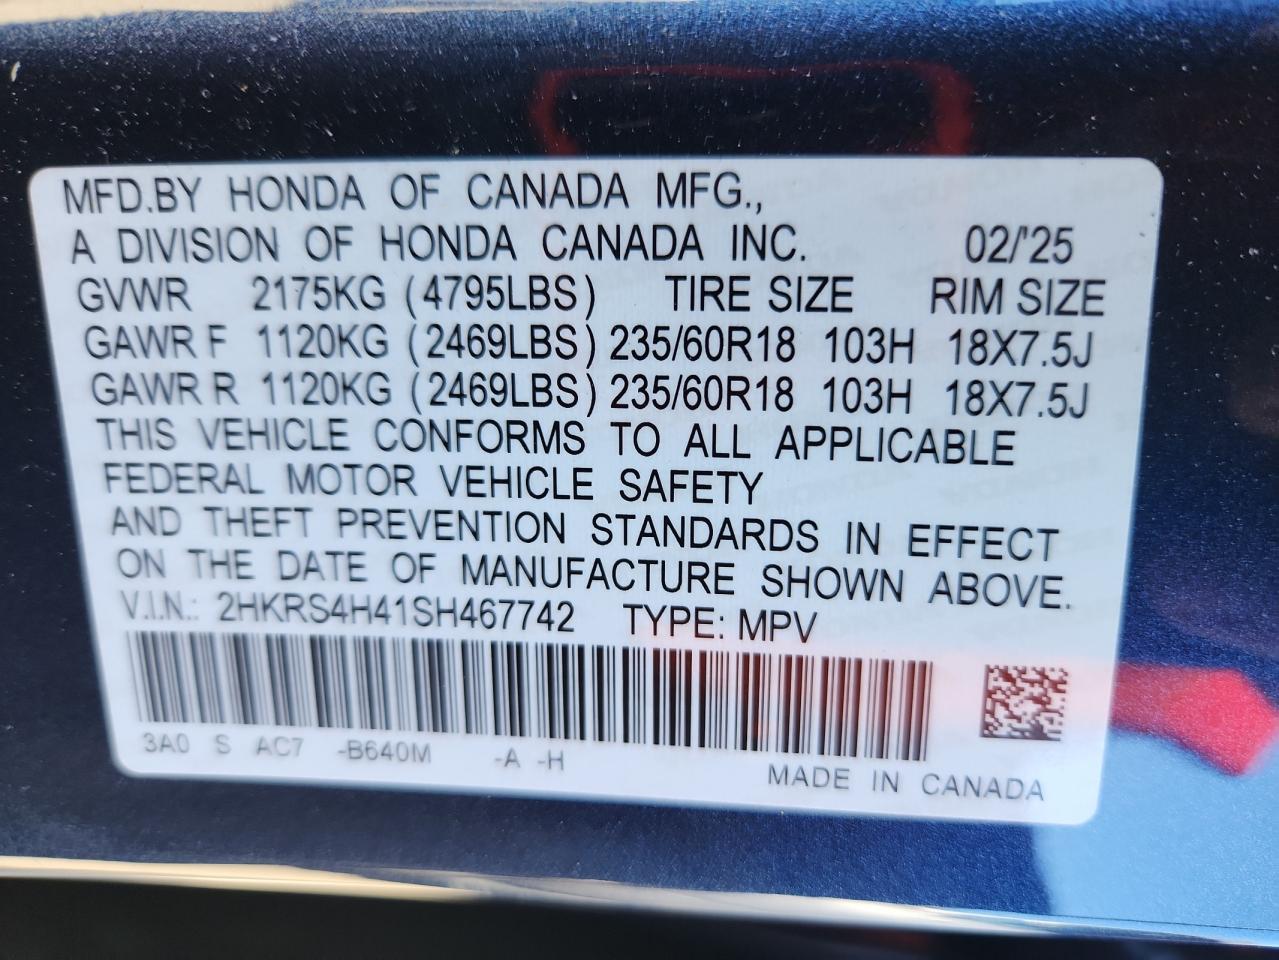 MFD.BY HONDA OF CANADA MFG.,
A DIVISION OF HONDA CANADA INC. 02/'25
GVWR 2175KG (4795LBS) TIRE SIZE RIM SIZE
GAWR F 1120KG (2469LBS) 235/60R18 103H 18X7.5J
GAWR R 1120KG (2469LBS) 235/60R18 103H 18X7.5J
THIS VEHICLE CONFORMS TO ALL APPLICABLE
FEDERAL MOTOR VEHICLE SAFETY
AND THEFT PREVENTION STANDARDS IN EFFECT
ON THE DATE OF MANUFACTURE SHOWN ABOVE.
V.I.N.: 2HKRS4H41SH467742 TYPE: MPV
3A0 S AC7 -B640M -A -H
MADE IN CANADA